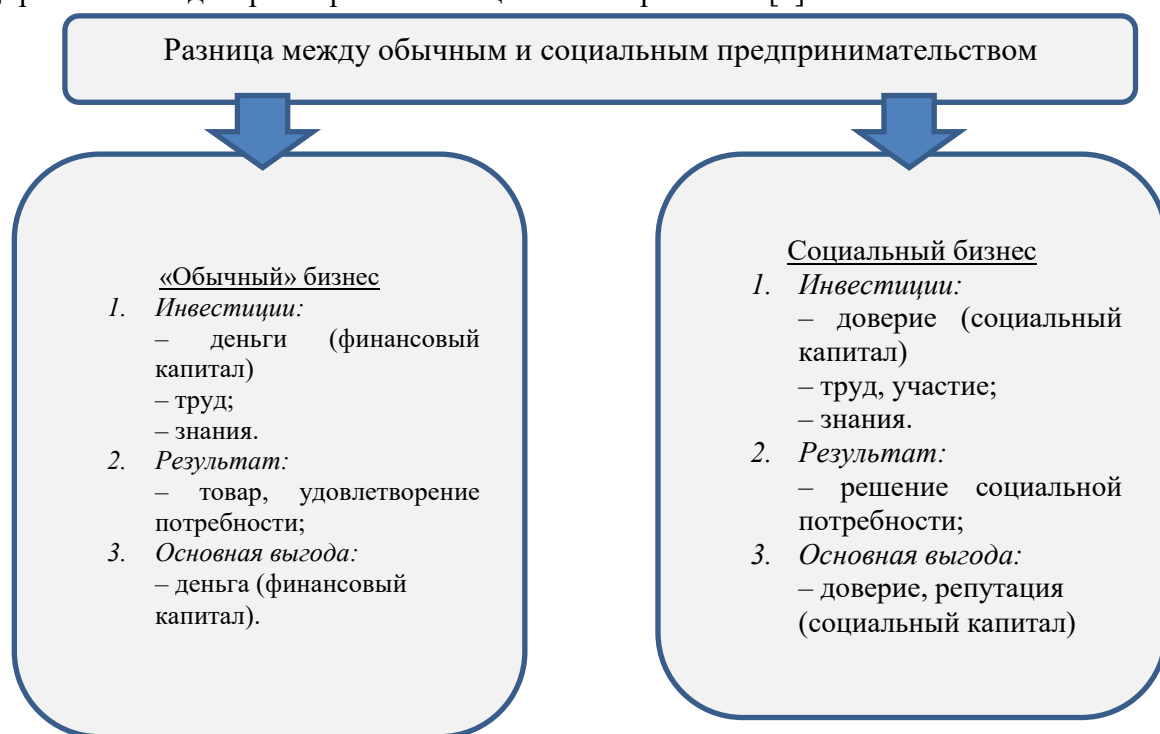 Разница между обычным и социальным предпринимательством
«Обычный» бизнес
1. Инвестиции:
– деньги (финансовый
капитал)
– труд;
– знания.
2. Результат:
– товар, удовлетворение
потребности;
3. Основная выгода:
– деньга (финансовый
капитал).
Социальный бизнес
1. Инвестиции:
– доверие (социальный
капитал)
– труд, участие;
– знания.
2. Результат:
– решение социальной
потребности;
3. Основная выгода:
– доверие, репутация
(социальный капитал)